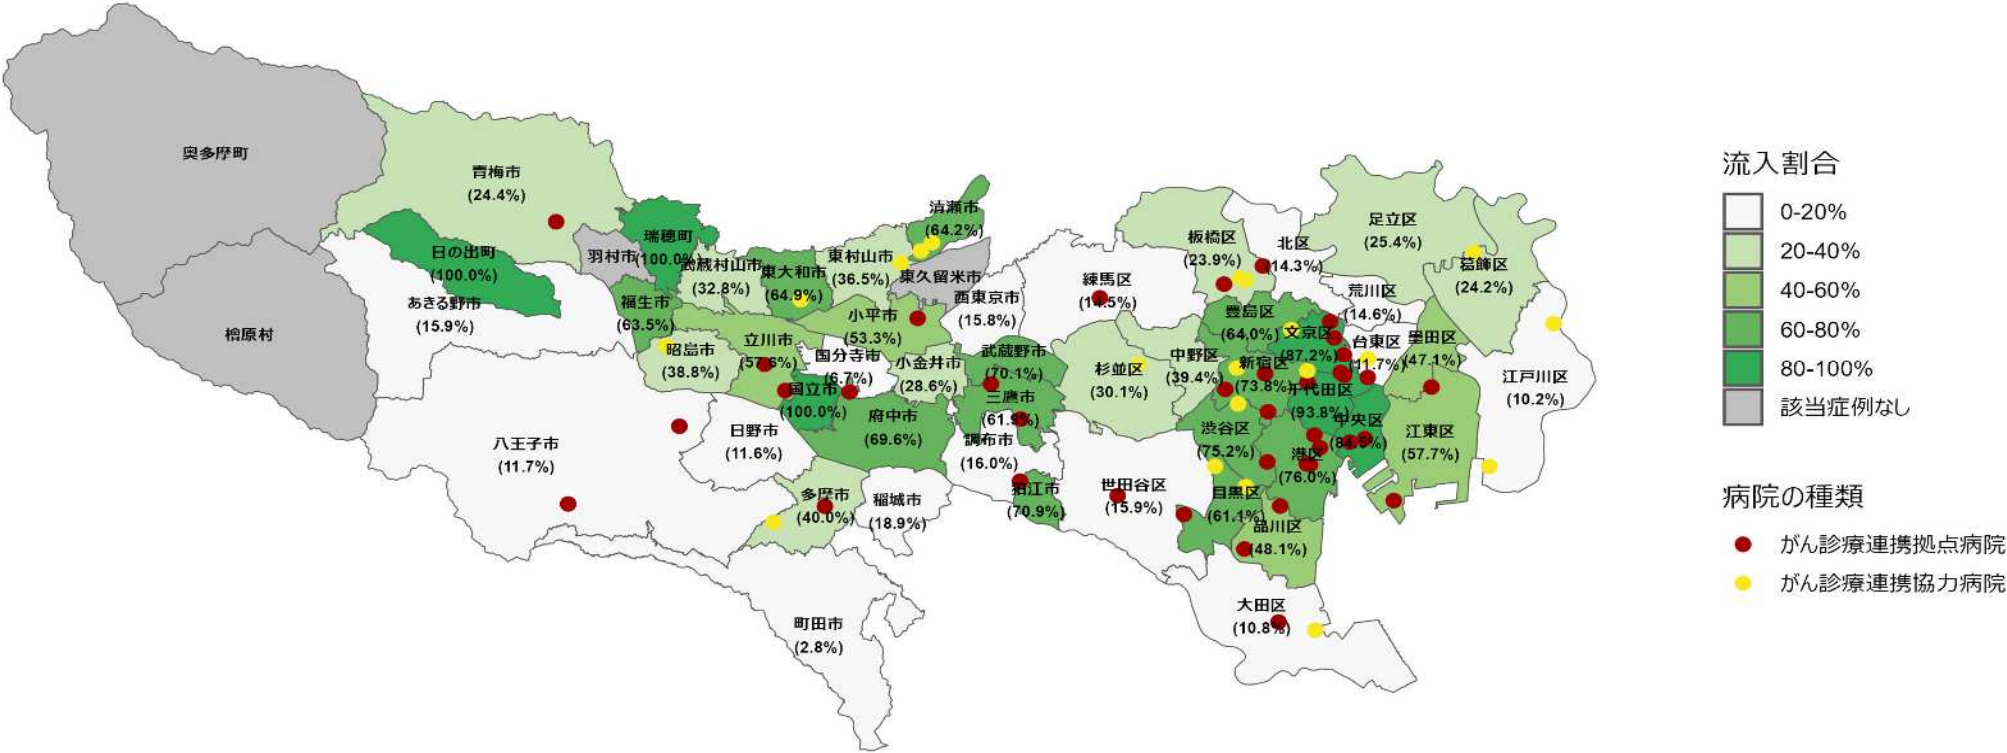 奥多摩町
檜原村
青梅市
(24.4%)
日の出町
(100.0%)
あきる野市
(15.9%)
羽村市
瑞穂町
(100.0%)
福生市
(63.5%)
武蔵村山市
(32.8%)
東大和市
(64.9%)
東村山市
(36.5%)
清瀬市
(64.2%)
東久留米市
西東京市
(15.8%)
小平市
(53.3%)
昭島市
(38.8%)
立川市
(57.6%)
国分寺市
(6.7%)
小金井市
(28.6%)
武蔵野市
(70.1%)
三鷹市
(61.9%)
国立市
(100.0%)
府中市
(69.6%)
調布市
(16.0%)
狛江市
(70.9%)
八王子市
(11.7%)
日野市
(11.6%)
多摩市
(40.0%)
稲城市
(18.9%)
町田市
(2.8%)
練馬区
(14.5%)
板橋区
(23.9%)
北区
(14.3%)
足立区
(25.4%)
葛飾区
(24.2%)
荒川区
(14.6%)
豊島区
(64.0%)
文京区
(87.2%)
台東区
(11.7%)
墨田区
(47.1%)
江戸川区
(10.2%)
杉並区
(30.1%)
中野区
(39.4%)
新宿区
(73.8%)
千代田区
(93.8%)
中央区
(84.5%)
江東区
(57.7%)
渋谷区
(75.2%)
港区
(76.0%)
世田谷区
(15.9%)
目黒区
(61.1%)
品川区
(48.1%)
大田区
(10.8%)
流入割合
0-20%
20-40%
40-60%
60-80%
80-100%
該当症例なし
病院の種類
がん診療連携拠点病院
がん診療連携協力病院